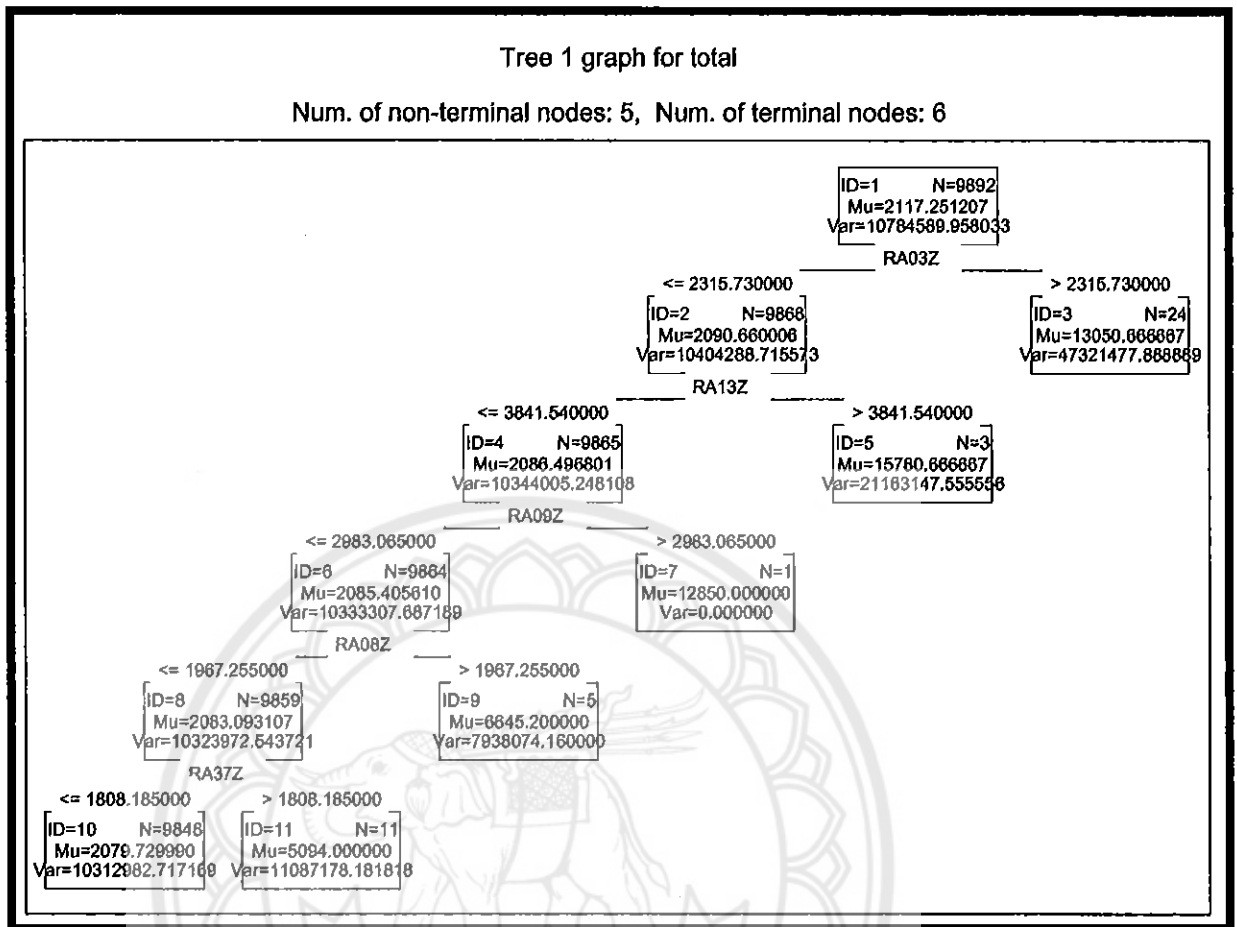 Tree 1 graph for total
Num. of non-terminal nodes: 5, Num. of terminal nodes: 6
ID=1 N=9892
Mu=2117.251207
Var=10784589.958033
RA03Z
<= 2315.730000
> 2315.730000
ID=2 N=9868
Mu=2090.660006
Var=10404288.715573
ID=3 N=24
Mu=13050.666667
Var=47321477.888889
RA13Z
<= 3841.540000
> 3841.540000
ID=4 N=9865
Mu=2086.496801
Var=10344005.248108
ID=5 N=3
Mu=15780.666667
Var=21163147.555556
RA09Z
<= 2983.065000
> 2983.065000
ID=6 N=9864
Mu=2085.405610
Var=10333307.687189
ID=7 N=1
Mu=12850.000000
Var=0.000000
RA08Z
<= 1967.255000
> 1967.255000
ID=8 N=9859
Mu=2083.093107
Var=10323972.543721
ID=9 N=5
Mu=6645.200000
Var=7938074.160000
RA37Z
<= 1808.185000
> 1808.185000
ID=10 N=9848
Mu=2079.729990
Var=10312982.717169
ID=11 N=11
Mu=5094.000000
Var=11087178.181818